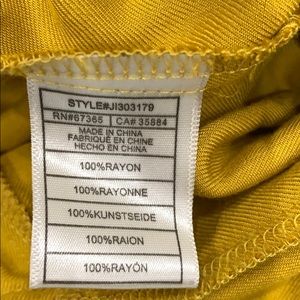 STYLE#JI303179
RN#67365 CA# 35884
MADE IN CHINA
FABRIQUÉ EN CHINE
HECHO EN CHINA
100%RAYON
100%RAYONNE
100%KUNSTSEIDE
100%RAION
100%RAYÓN